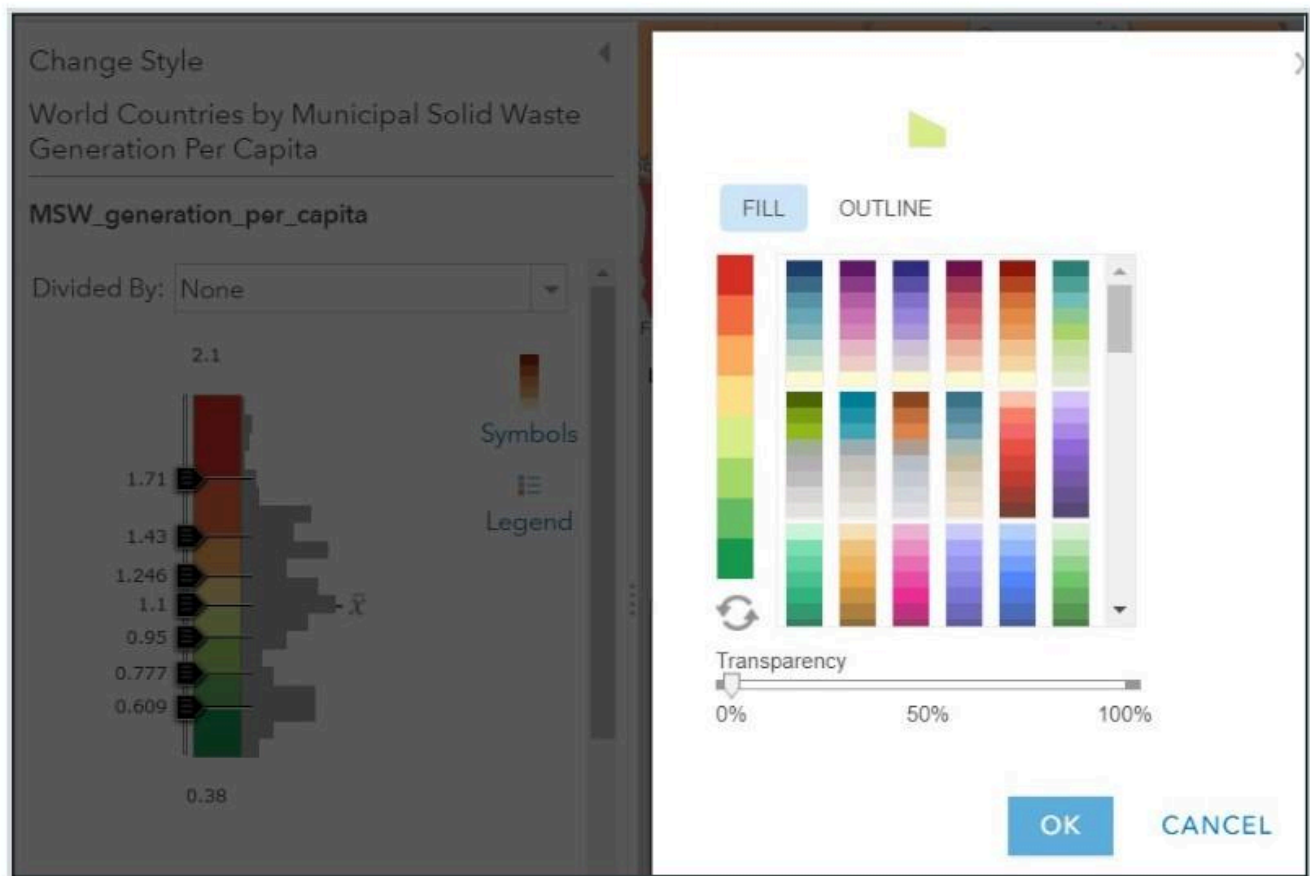 Change Style
World Countries by Municipal Solid Waste
Generation Per Capita
MSW_generation_per_capita
Divided By: None
2.1
Symbols
Legend
1.71
1.43
1.246
1.1
x̄
0.95
0.777
0.609
0.38
FILL OUTLINE
Transparency
0% 50% 100%
OK CANCEL